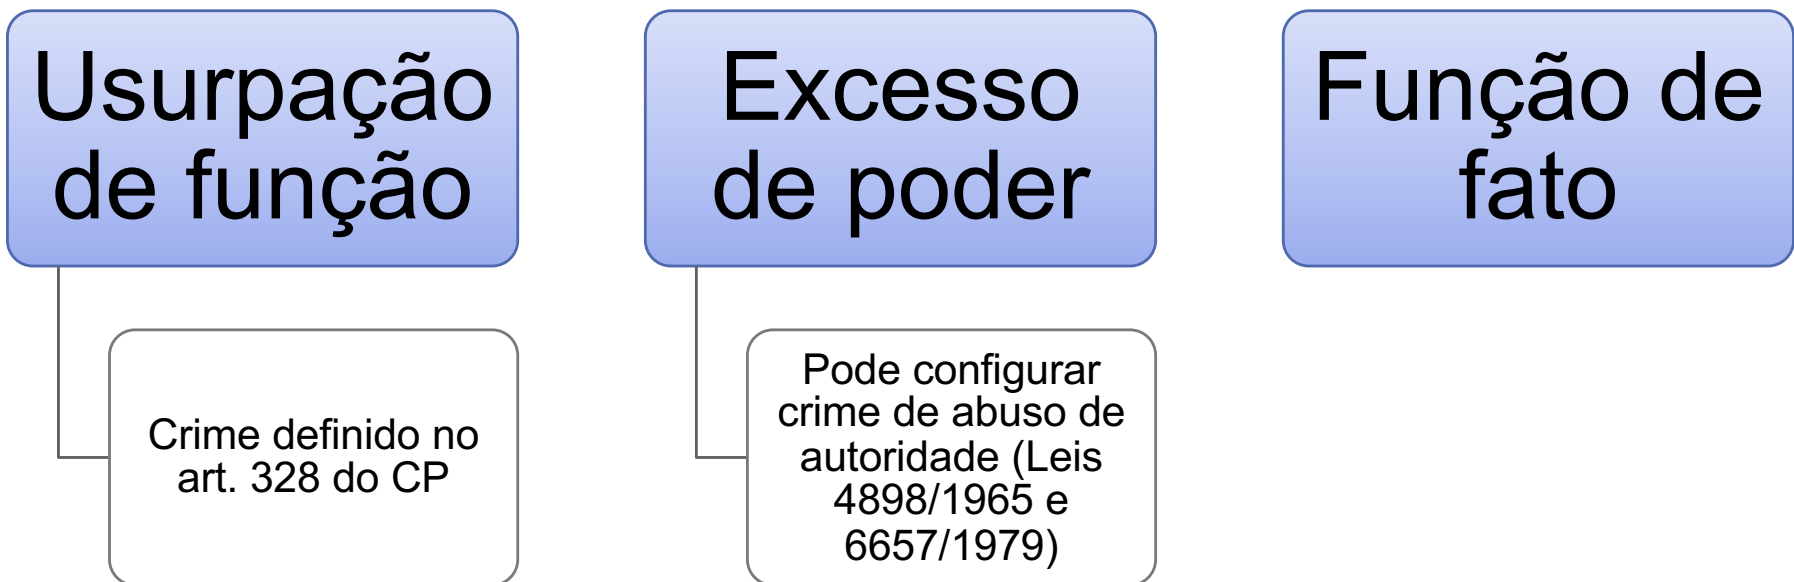 Usurpação
de função
Excesso
de poder
Função de
fato
Crime definido no
art. 328 do CP
Pode configurar
crime de abuso de
autoridade (Leis
4898/1965 e
6657/1979)